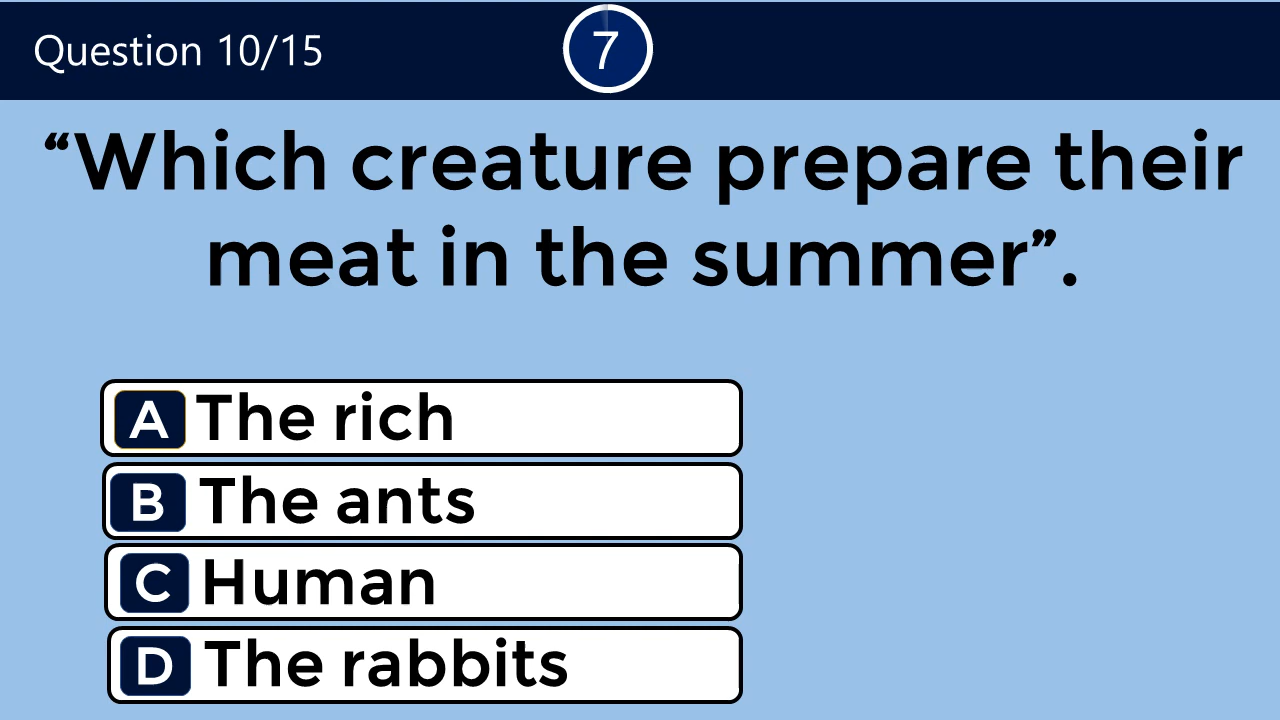 Question 10/15
7
“Which creature prepare their
meat in the summer”.
A The rich
B The ants
C Human
D The rabbits